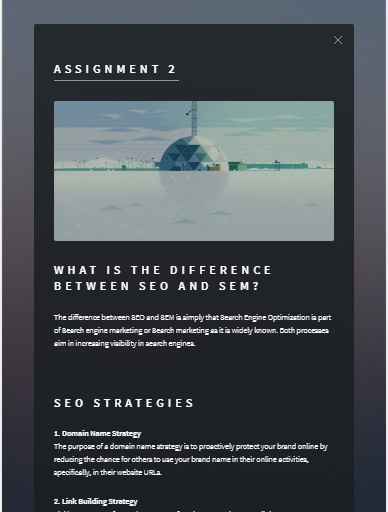 ASSIGNMENT 2
WHAT IS THE DIFFERENCE
BETWEEN SEO AND SEM?
The difference between SEO and SEM is simply that Search Engine Optimization is part
of Search engine marketing or Search marketing as it is widely known. Both processes
aim in increasing visibility in search engines.
SEO STRATEGIES
1. Domain Name Strategy
The purpose of a domain name strategy is to proactively protect your brand online by
reducing the chance for others to use your brand name in their online activities,
specifically, in their website URLs.
2. Link Building Strategy